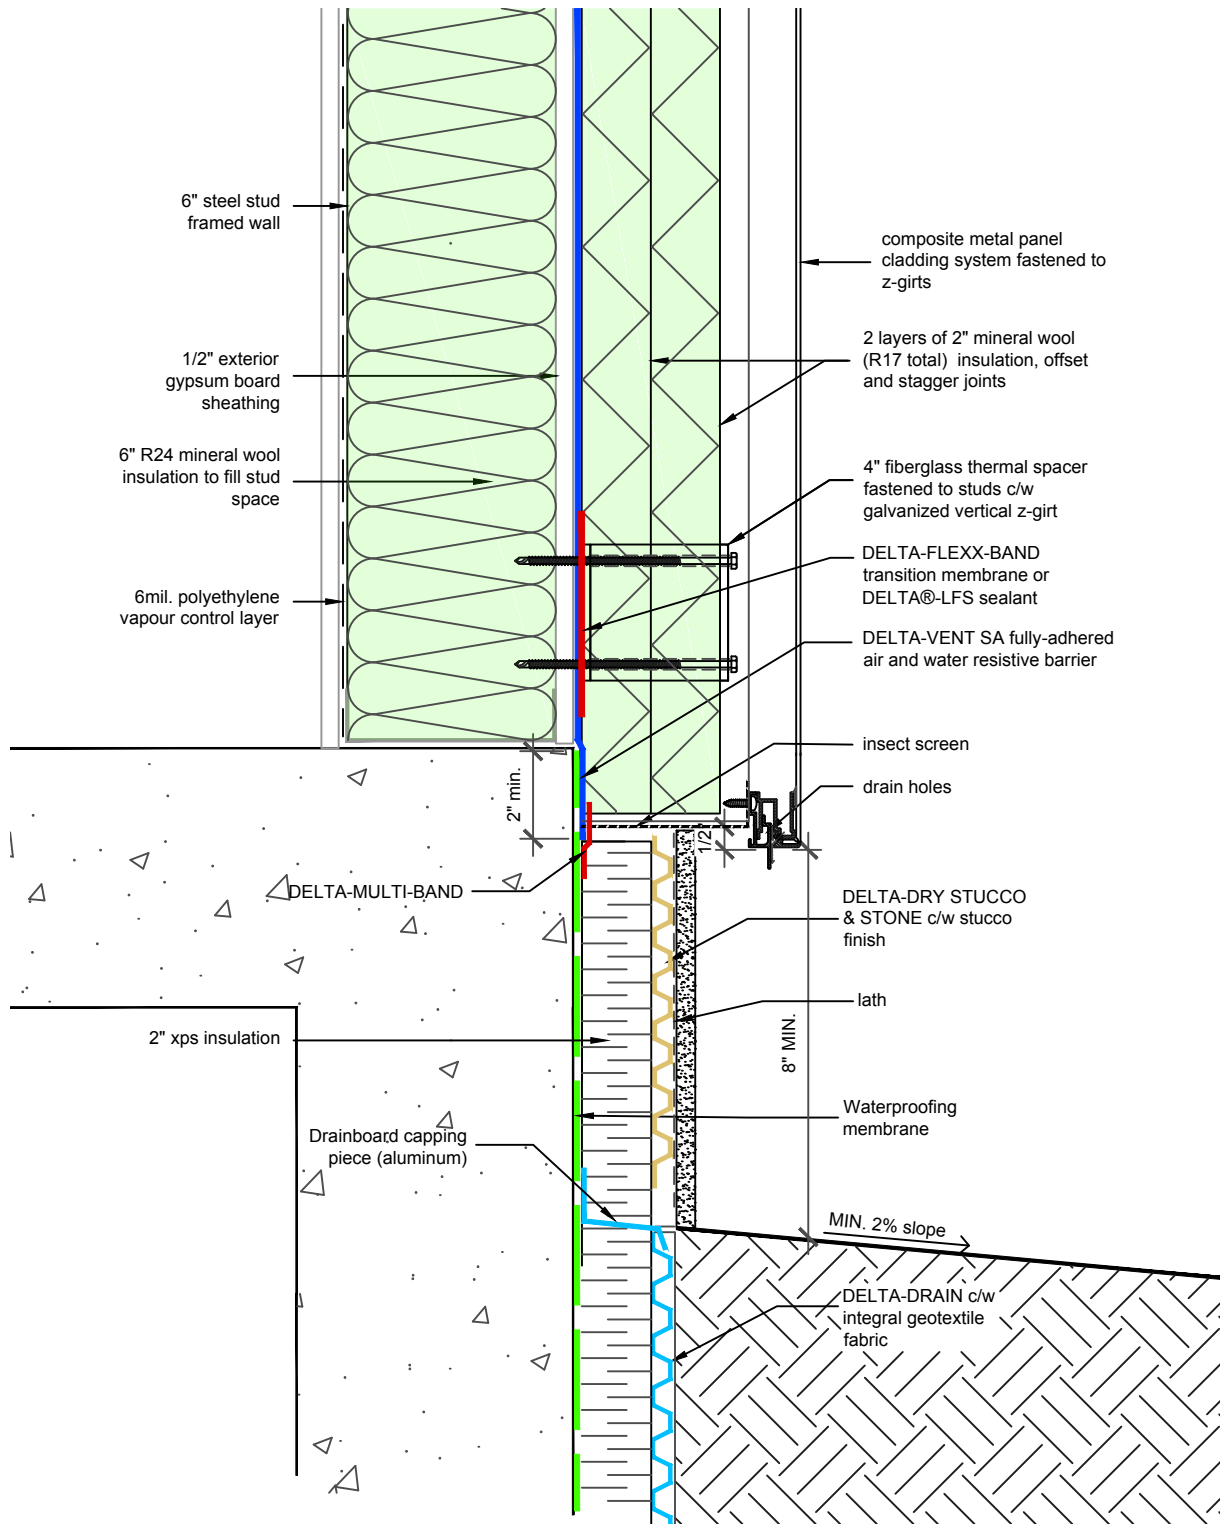 6" steel stud
framed wall
composite metal panel
cladding system fastened to
z-girts
1/2" exterior
gypsum board
sheathing
2 layers of 2" mineral wool
(R17 total) insulation, offset
and stagger joints
6" R24 mineral wool
insulation to fill stud
space
4" fiberglass thermal spacer
fastened to studs c/w
galvanized vertical z-girt
DELTA-FLEXX-BAND
transition membrane or
DELTA®-LFS sealant
6mil. polyethylene
vapour control layer
DELTA-VENT SA fully-adhered
air and water resistive barrier
insect screen
drain holes
2" min.
1/2"
DELTA-MULTI-BAND
DELTA-DRY STUCCO
& STONE c/w stucco
finish
lath
2" xps insulation
8" MIN.
Waterproofing
membrane
Drainboard capping
piece (aluminum)
MIN. 2% slope
DELTA-DRAIN c/w
integral geotextile
fabric